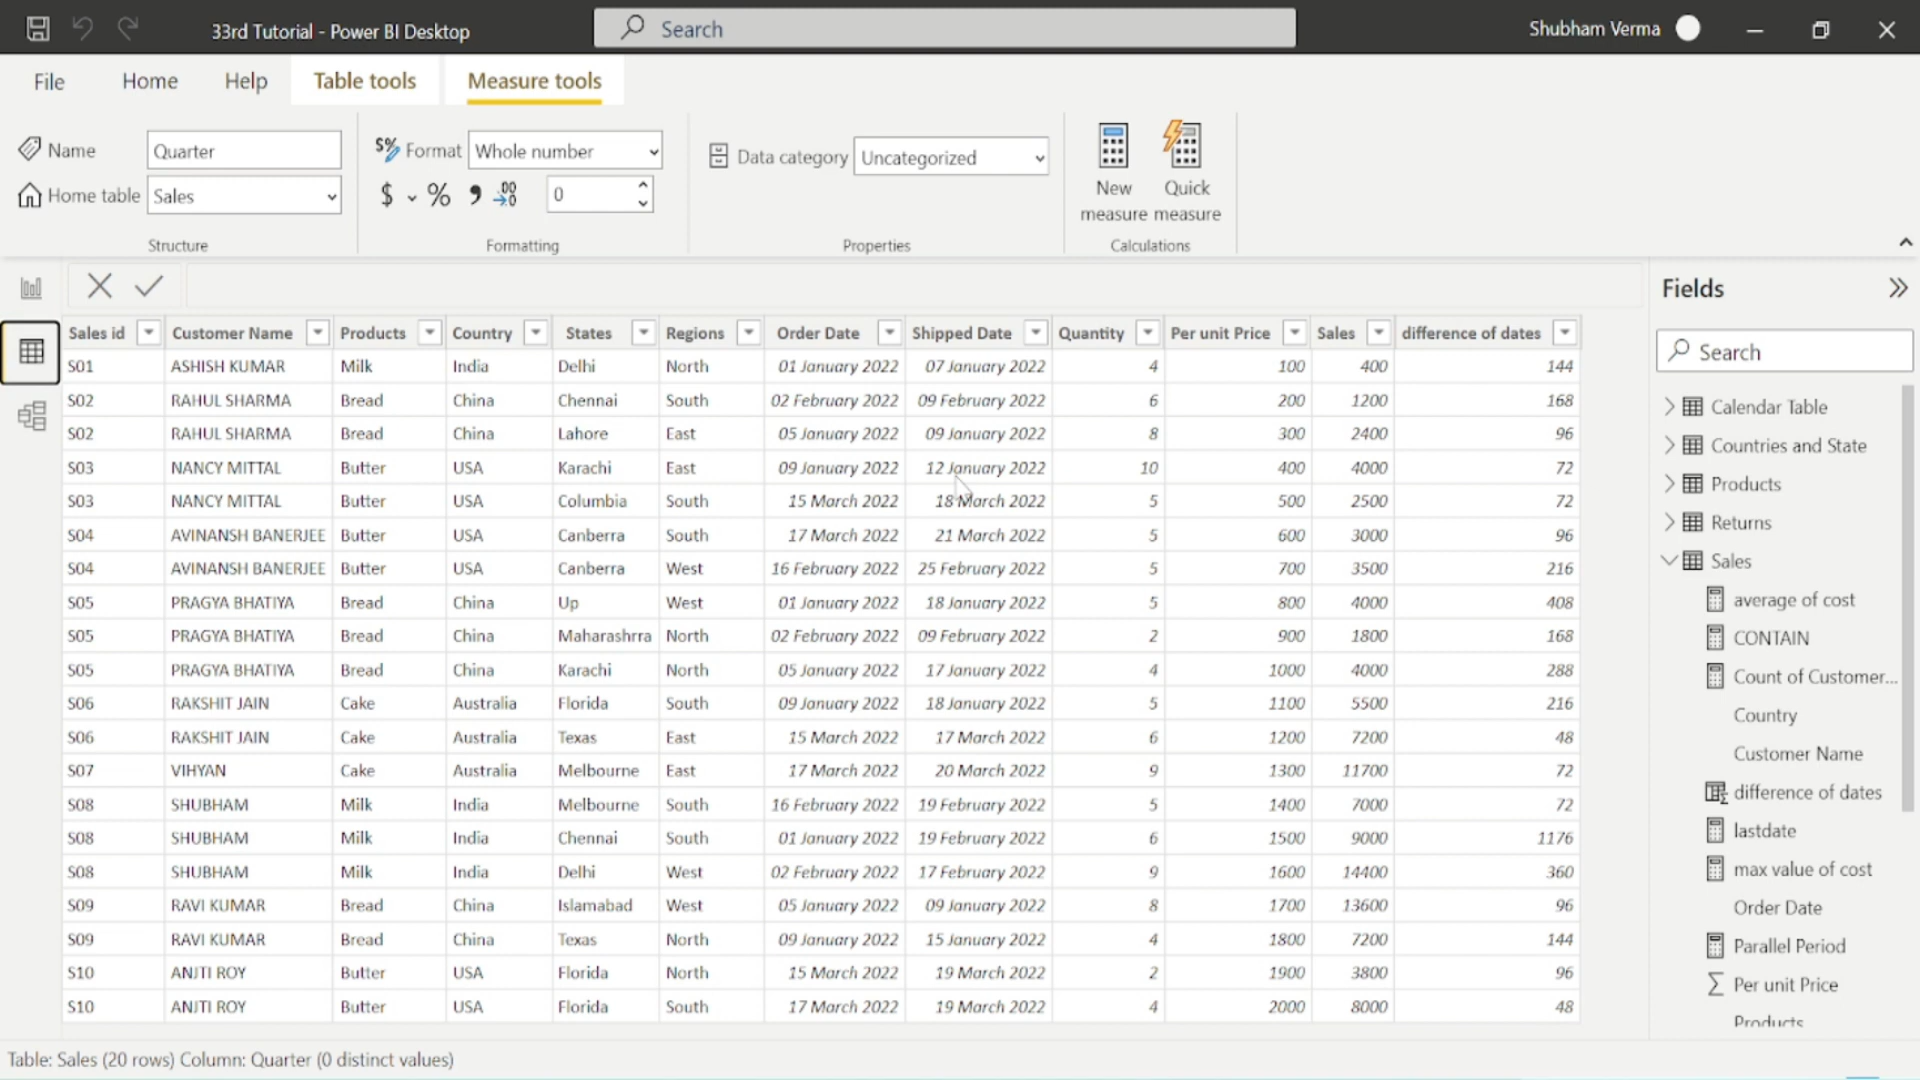 33rd Tutorial - Power BI Desktop
Search
Shubham Verma
File Home Help Table tools Measure tools
Name Quarter
Home table Sales
Structure
$% Format Whole number
$ % 9 .00 →0 0
Formatting
Data category Uncategorized
Properties
New measure
Quick measure
Calculations
Sales id Customer Name Products Country States Regions Order Date Shipped Date Quantity Per unit Price Sales difference of dates
S01 ASHISH KUMAR Milk India Delhi North 01 January 2022 07 January 2022 4 100 400 144
S02 RAHUL SHARMA Bread China Chennai South 02 February 2022 09 February 2022 6 200 1200 168
S02 RAHUL SHARMA Bread China Lahore East 05 January 2022 09 January 2022 8 300 2400 96
S03 NANCY MITTAL Butter USA Karachi East 09 January 2022 12 January 2022 10 400 4000 72
S03 NANCY MITTAL Butter USA Columbia South 15 March 2022 18 March 2022 5 500 2500 72
S04 AVINANSH BANERJEE Butter USA Canberra South 17 March 2022 21 March 2022 5 600 3000 96
S04 AVINANSH BANERJEE Butter USA Canberra West 16 February 2022 25 February 2022 5 700 3500 216
S05 PRAGYA BHATIYA Bread China Up West 01 January 2022 18 January 2022 5 800 4000 408
S05 PRAGYA BHATIYA Bread China Maharashrra North 02 February 2022 09 February 2022 2 900 1800 168
S05 PRAGYA BHATIYA Bread China Karachi North 05 January 2022 17 January 2022 4 1000 4000 288
S06 RAKSHIT JAIN Cake Australia Florida South 09 January 2022 18 January 2022 5 1100 5500 216
S06 RAKSHIT JAIN Cake Australia Texas East 15 March 2022 17 March 2022 6 1200 7200 48
S07 VIHYAN Cake Australia Melbourne East 17 March 2022 20 March 2022 9 1300 11700 72
S08 SHUBHAM Milk India Melbourne South 16 February 2022 19 February 2022 5 1400 7000 72
S08 SHUBHAM Milk India Chennai South 01 January 2022 19 February 2022 6 1500 9000 1176
S08 SHUBHAM Milk India Delhi West 02 February 2022 17 February 2022 9 1600 14400 360
S09 RAVI KUMAR Bread China Islamabad West 05 January 2022 09 January 2022 8 1700 13600 96
S09 RAVI KUMAR Bread China Texas North 09 January 2022 15 January 2022 4 1800 7200 144
S10 ANJTI ROY Butter USA Florida North 15 March 2022 19 March 2022 2 1900 3800 96
S10 ANJTI ROY Butter USA Florida South 17 March 2022 19 March 2022 4 2000 8000 48
Fields
Search
Calendar Table
Countries and State
Products
Returns
Sales
average of cost
CONTAIN
Count of Customer...
Country
Customer Name
difference of dates
lastdate
max value of cost
Order Date
Parallel Period
Σ Per unit Price
Products
Table: Sales (20 rows) Column: Quarter (0 distinct values)